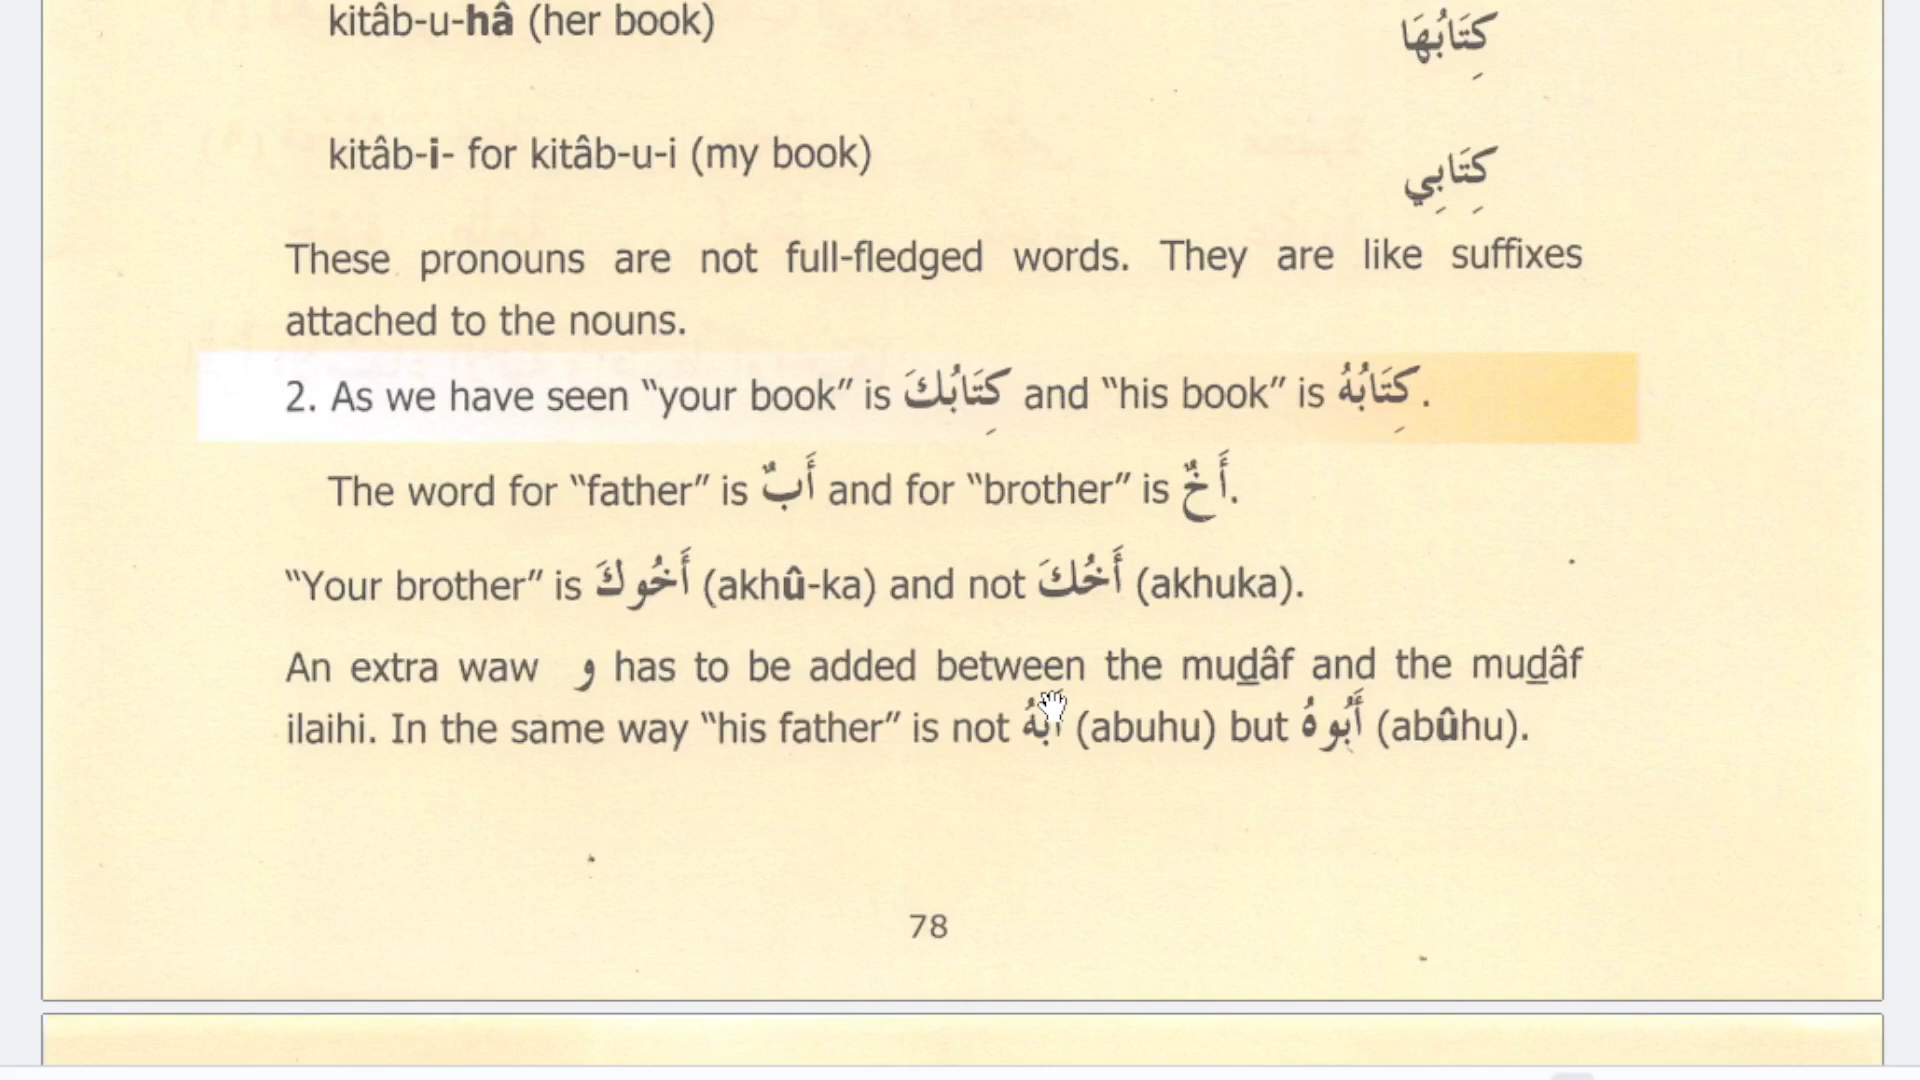 kitâb-u-hâ (her book) كِتَابُهَا
kitâb-i- for kitâb-u-i (my book) كِتَابِي
These pronouns are not full-fledged words. They are like suffixes
attached to the nouns.
2. As we have seen “your book” is كِتَابُكَ and “his book” is كِتَابُهُ.
The word for “father” is أَبٌ and for “brother” is أَخٌ.
“Your brother” is أَخُوكَ (akhû-ka) and not أَخُكَ (akhuka).
An extra waw و has to be added between the mudâf and the mudâf
ilaihi. In the same way “his father” is not أَبُهُ (abuhu) but أَبُوهُ (abûhu).
78